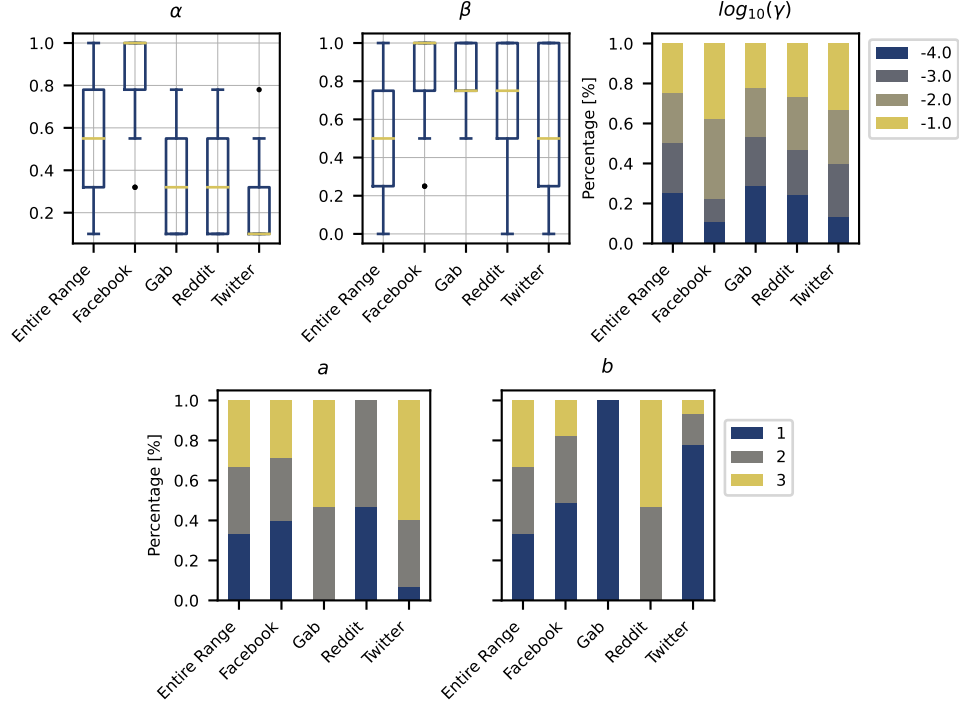 α
β
log₁₀(γ)
1.0
0.8
0.6
0.4
0.2
1.0
0.8
0.6
0.4
0.2
0.0
Percentage [%]
1.0
0.8
0.6
0.4
0.2
0.0
-4.0
-3.0
-2.0
-1.0
Entire Range
Facebook
Gab
Reddit
Twitter
Entire Range
Facebook
Gab
Reddit
Twitter
Entire Range
Facebook
Gab
Reddit
Twitter
a
b
Percentage [%]
1.0
0.8
0.6
0.4
0.2
0.0
1
2
3
Entire Range
Facebook
Gab
Reddit
Twitter
Entire Range
Facebook
Gab
Reddit
Twitter